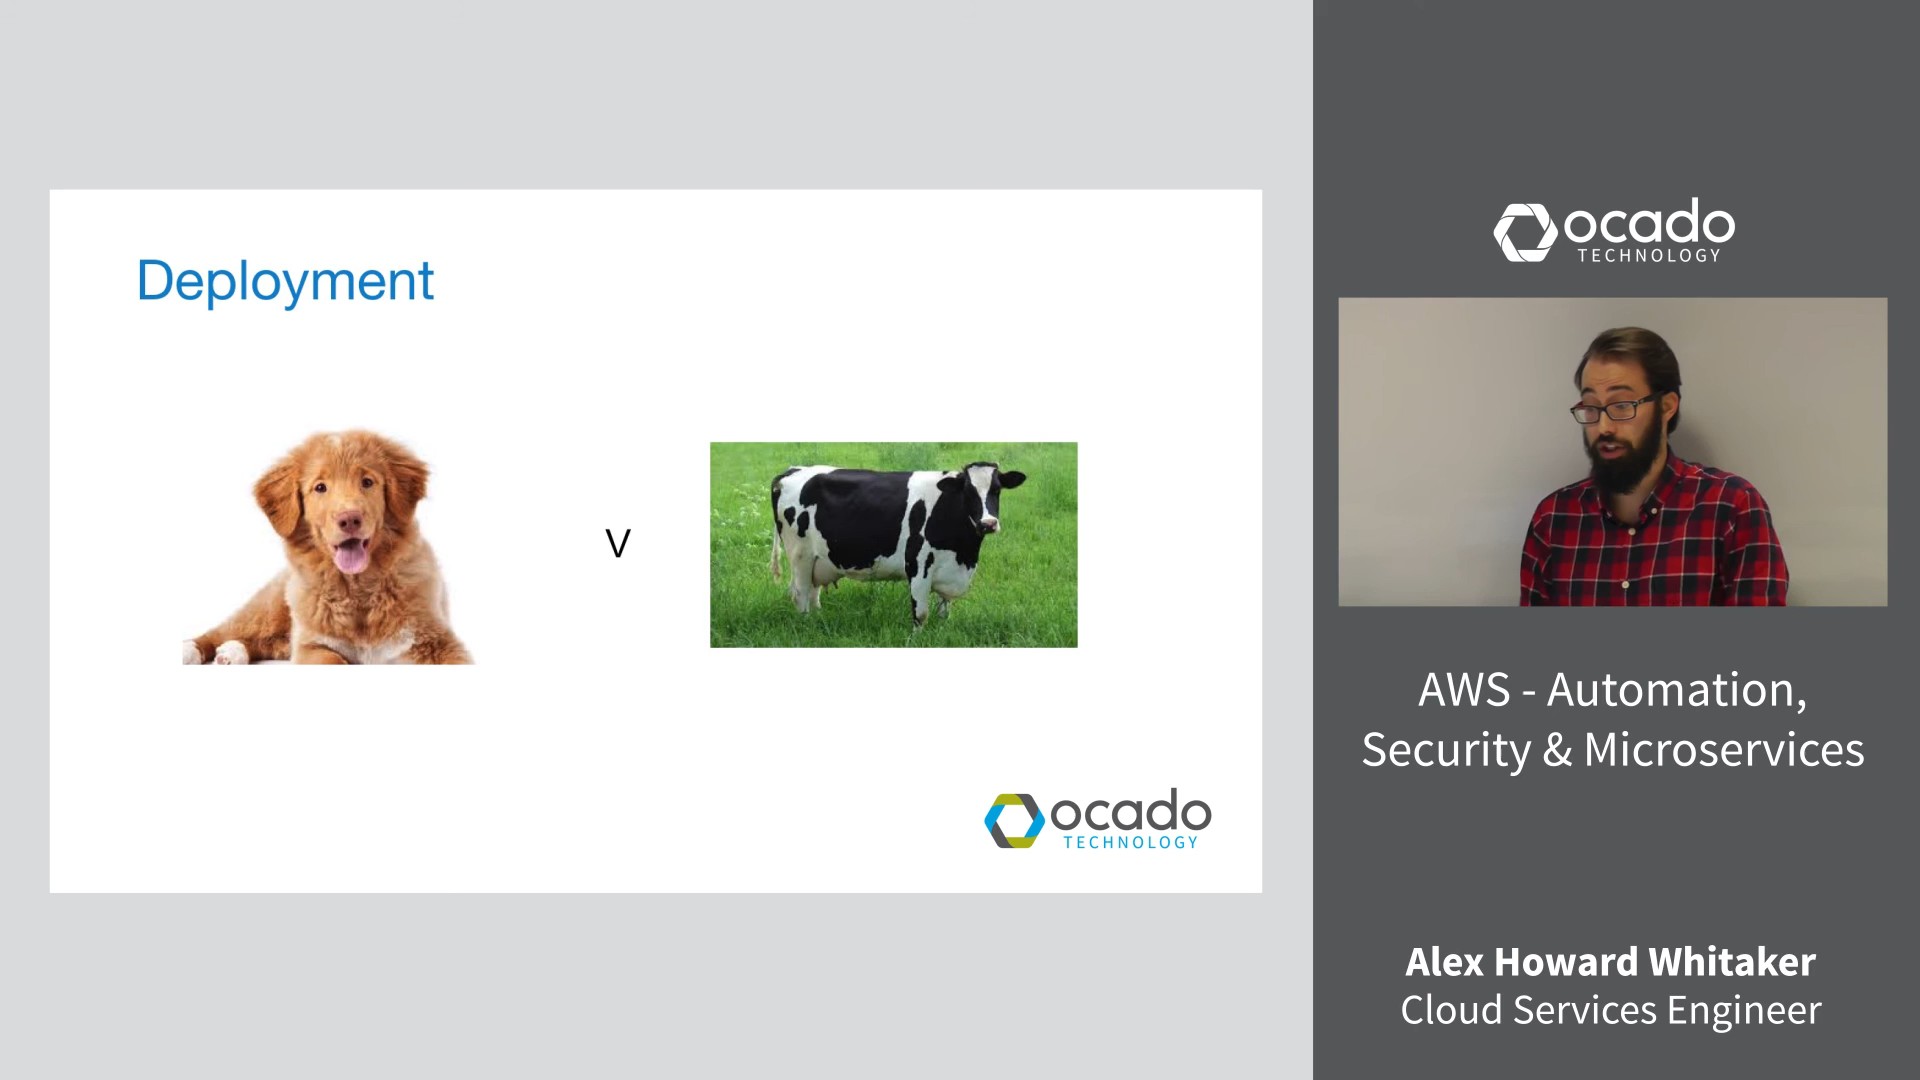 Deployment
V
ocado
TECHNOLOGY
ocado
TECHNOLOGY
AWS - Automation,
Security & Microservices
Alex Howard Whitaker
Cloud Services Engineer